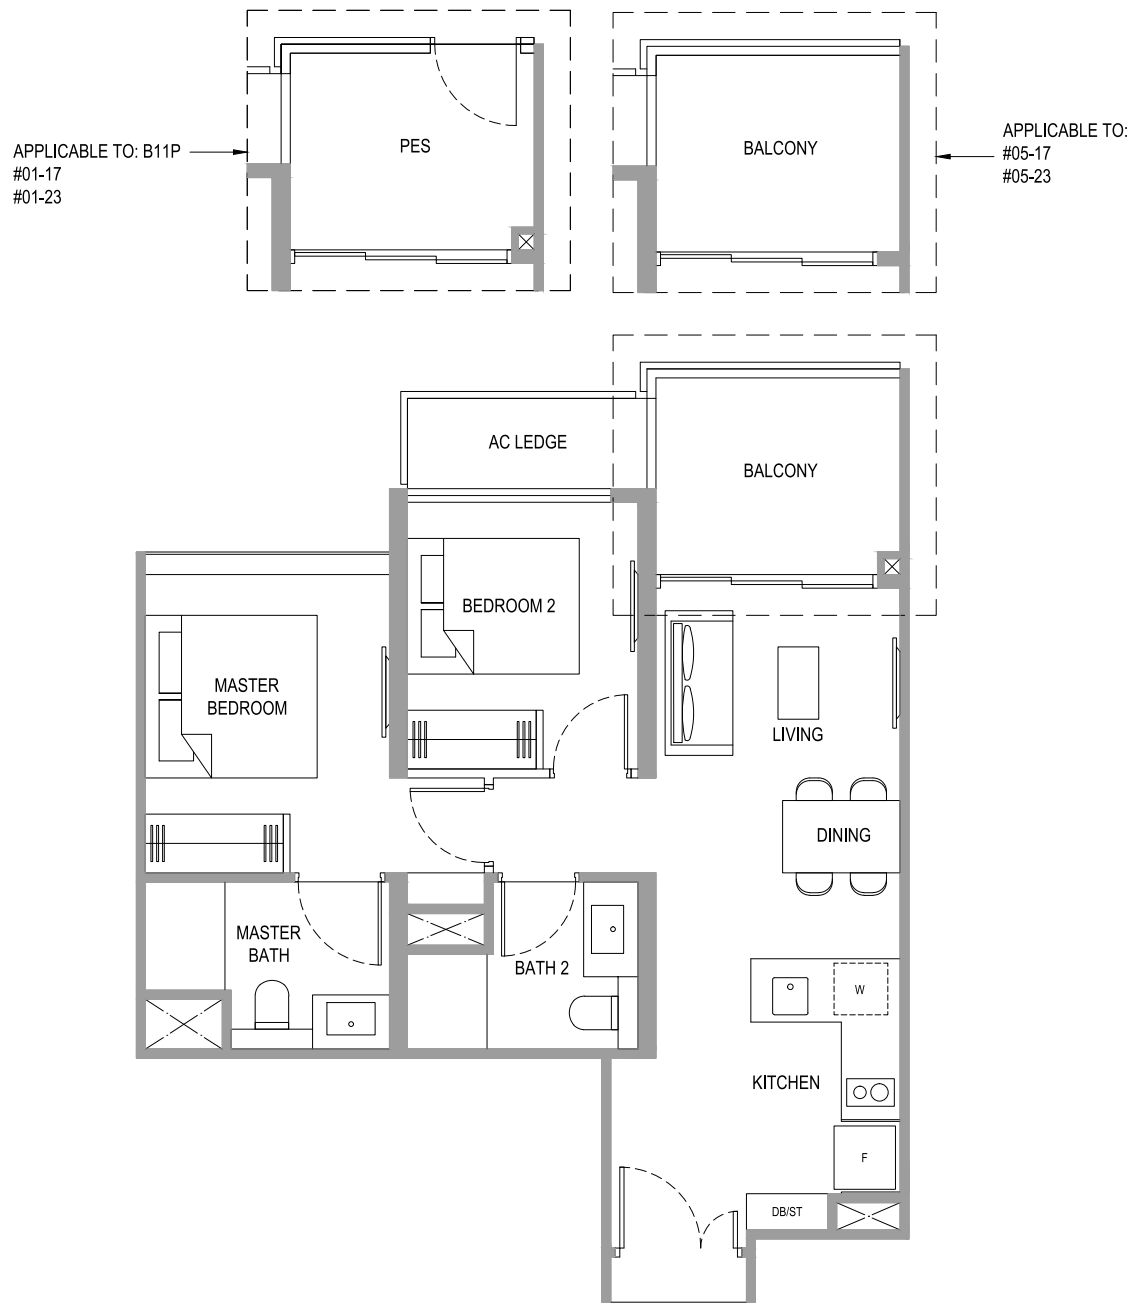 APPLICABLE TO: B11P
#01-17
#01-23
PES
BALCONY
APPLICABLE TO:
#05-17
#05-23
AC LEDGE
BALCONY
BEDROOM 2
MASTER
BEDROOM
LIVING
DINING
MASTER
BATH
BATH 2
W
KITCHEN
F
DB/ST